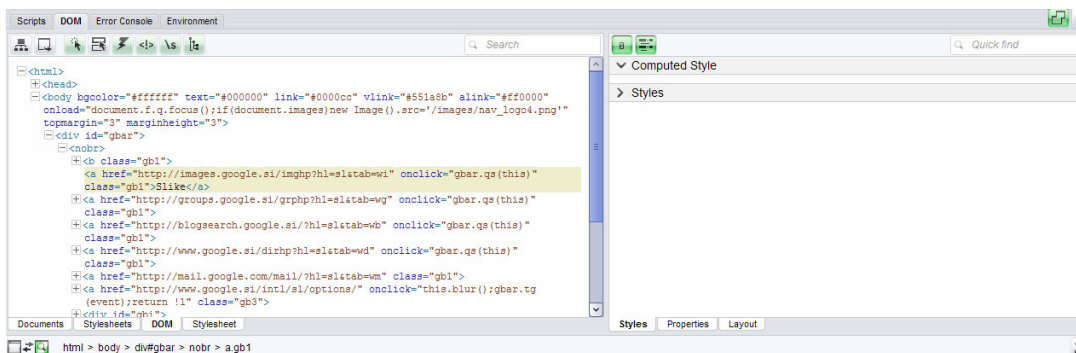 Scripts DOM Error Console Environment
<!> \s Search
a Quick find
<html>
<head>
<body bgcolor="#ffffff" text="#000000" link="#0000cc" vlink="#551a8b" alink="#ff0000"
onload="document.f.q.focus();if(document.images)new Image().src='/images/nav_logo4.png'"
topmargin="3" marginheight="3">
<div id="gbar">
<nobr>
<b class="gb1">
<a href="http://images.google.si/imghp?hl=sl&tab=wi" onclick="gbar.qs(this)"
class="gb1">Slike</a>
<a href="http://groups.google.si/grphp?hl=sl&tab=wg" onclick="gbar.qs(this)"
class="gb1">
<a href="http://blogsearch.google.si/?hl=sl&tab=wb" onclick="gbar.qs(this)"
class="gb1">
<a href="http://www.google.si/dirhp?hl=sl&tab=wd" onclick="gbar.qs(this)"
class="gb1">
<a href="http://mail.google.com/mail/?hl=sl&tab=wm" class="gb1">
<a href="http://www.google.si/intl/sl/options/" onclick="this.blur();gbar.tg
(event);return !1" class="gb3">
<div id="gbi">
Computed Style
Styles
Documents Stylesheets DOM Stylesheet
Styles Properties Layout
html > body > div#gbar > nobr > a.gb1